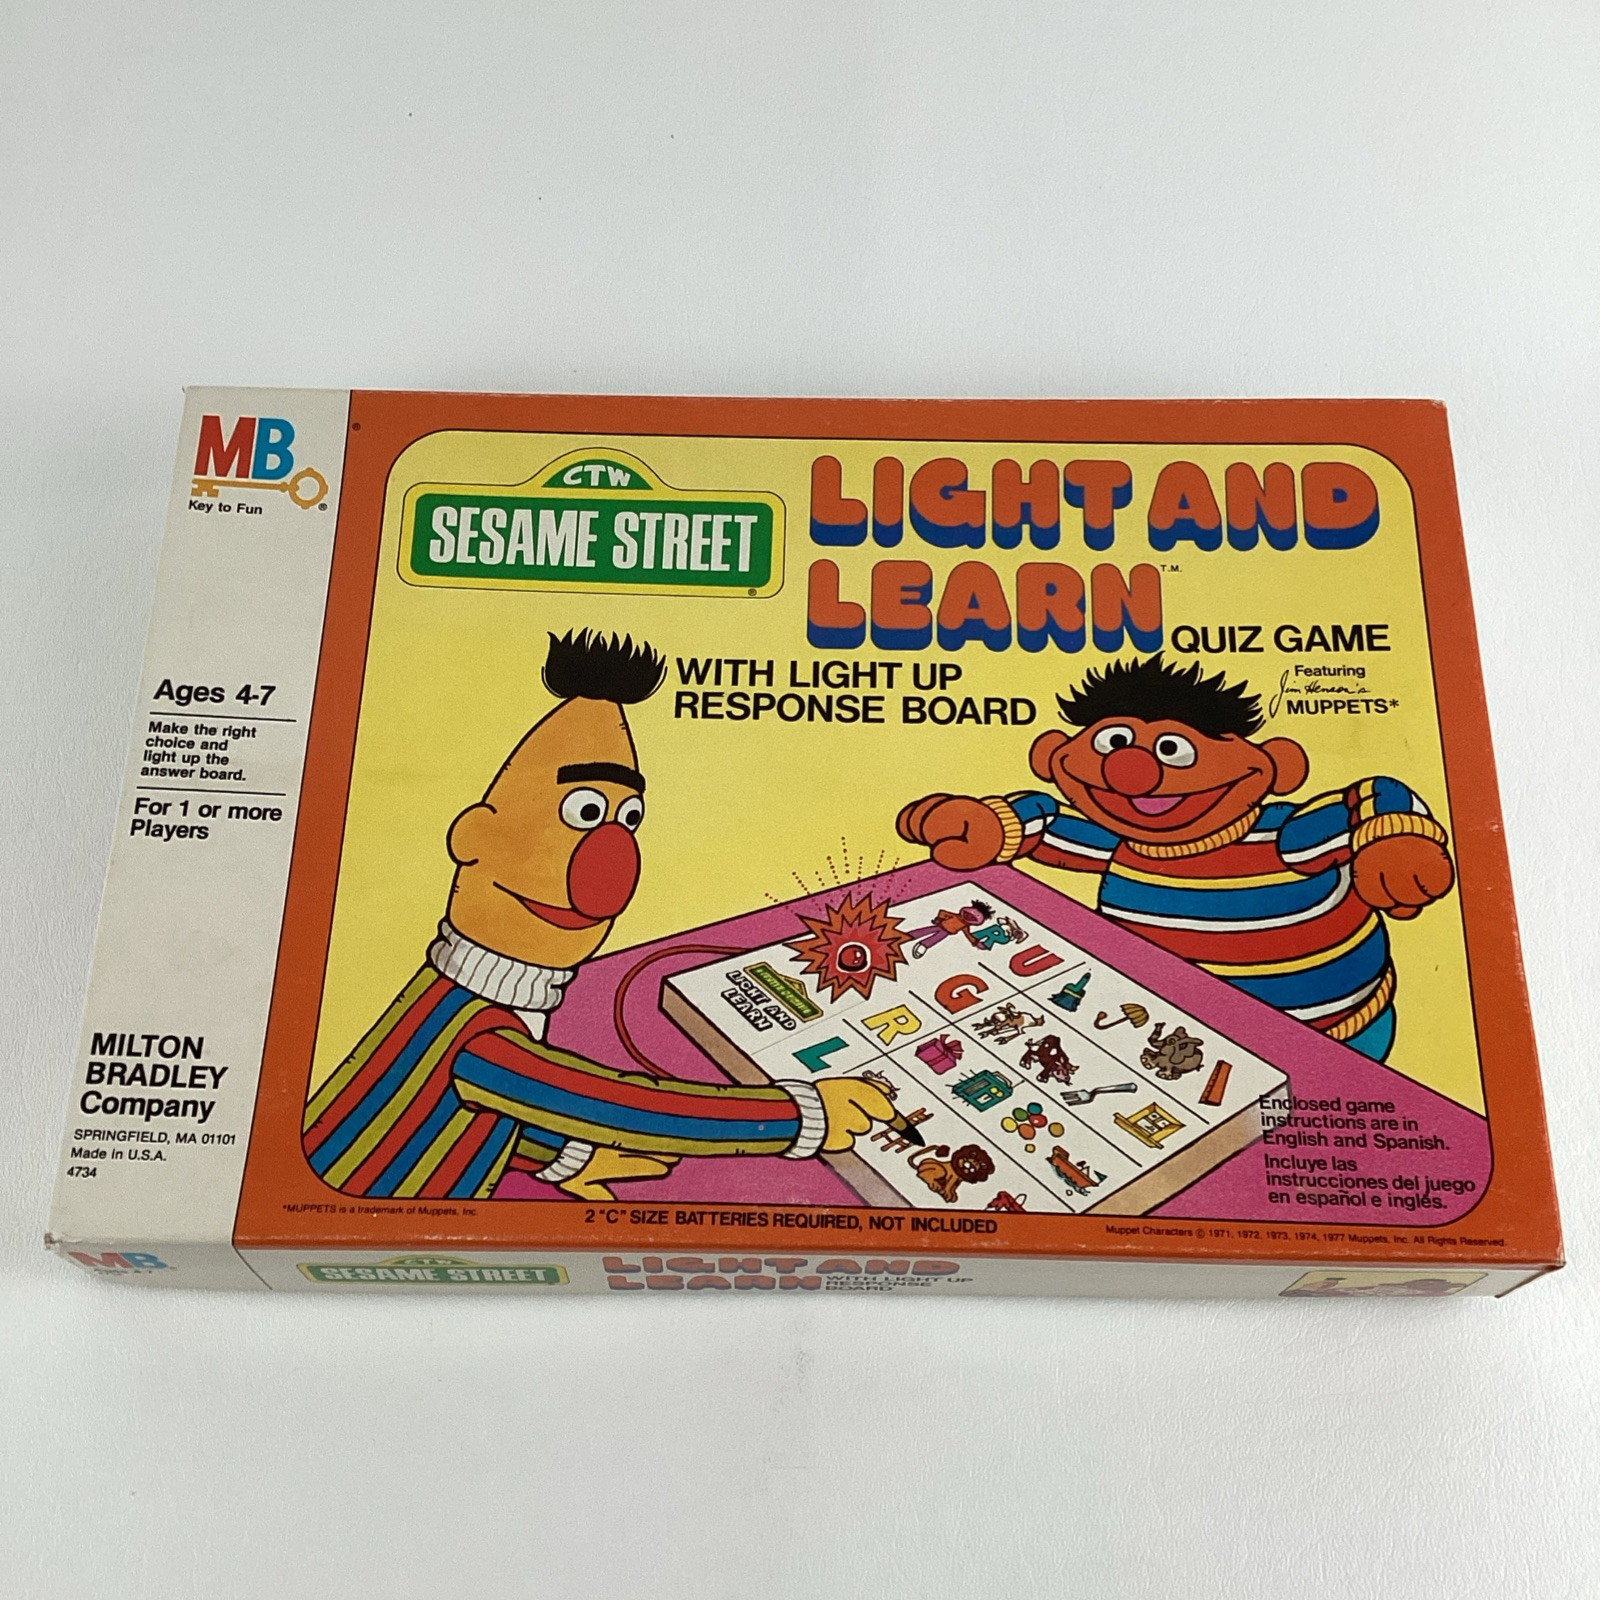 MB
Key to Fun
®
Ages 4-7
Make the right
choice and
light up the
answer board.
For 1 or more
Players
MILTON
BRADLEY
Company
SPRINGFIELD, MA 01101
Made in U.S.A.
4734
®
CTW
SESAME STREET
®
LIGHT AND
LEARN™
QUIZ GAME
WITH LIGHT UP
RESPONSE BOARD
Featuring
Jim Henson's
MUPPETS*
R U
G
R
L
LIGHT AND
LEARN
Enclosed game
instructions are in
English and Spanish.
Incluye las
instrucciones del juego
en español e inglés.
*MUPPETS is a trademark of Muppets, Inc.
2 "C" SIZE BATTERIES REQUIRED, NOT INCLUDED
Muppet Characters © 1971, 1972, 1973, 1974, 1977 Muppets, Inc. All Rights Reserved.
MB
CTW
SESAME STREET
LIGHT AND
LEARN
WITH LIGHT UP
RESPONSE
BOARD